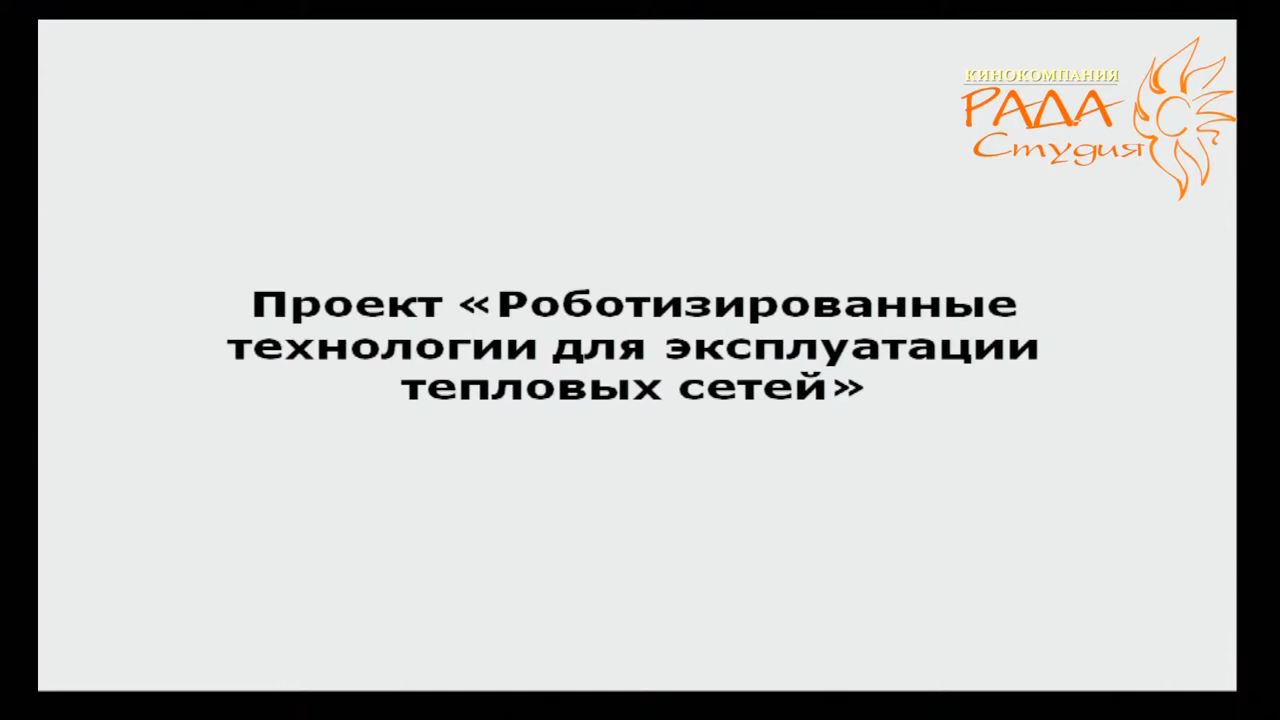 КИНОКОМПАНИЯ
РАДА
Студия
Проект «Роботизированные
технологии для эксплуатации
тепловых сетей»